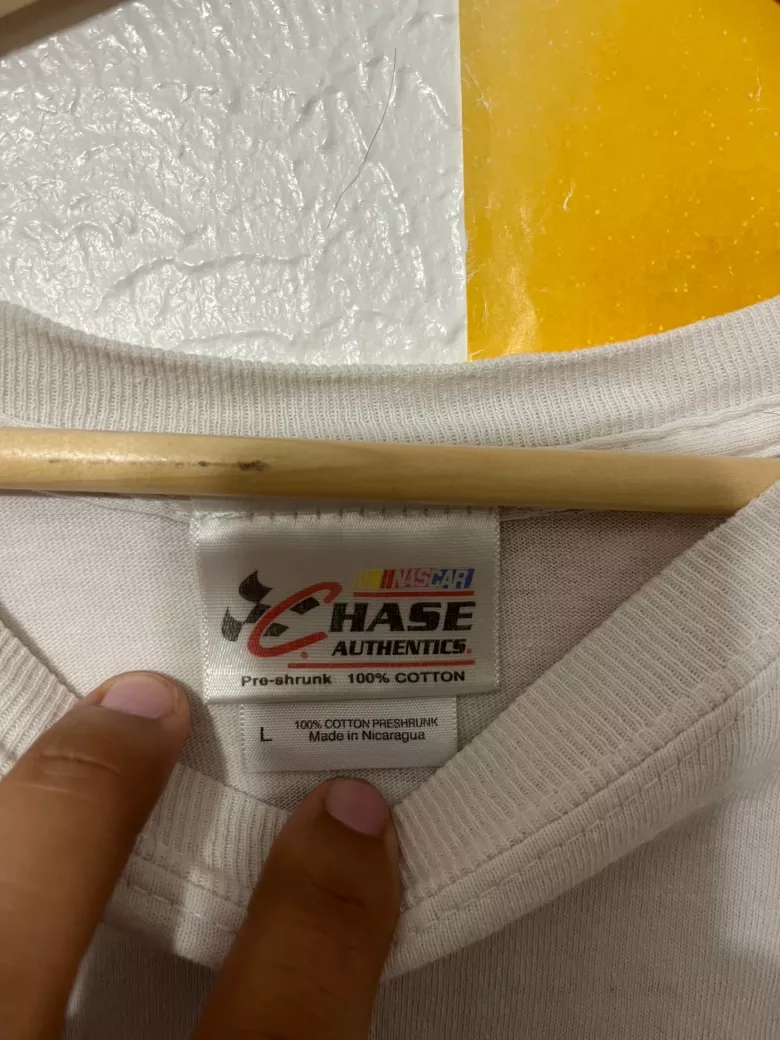 NASCAR
CHASE
AUTHENTICS.
Pre-shrunk 100% COTTON
L 100% COTTON PRESHRUNK
Made in Nicaragua